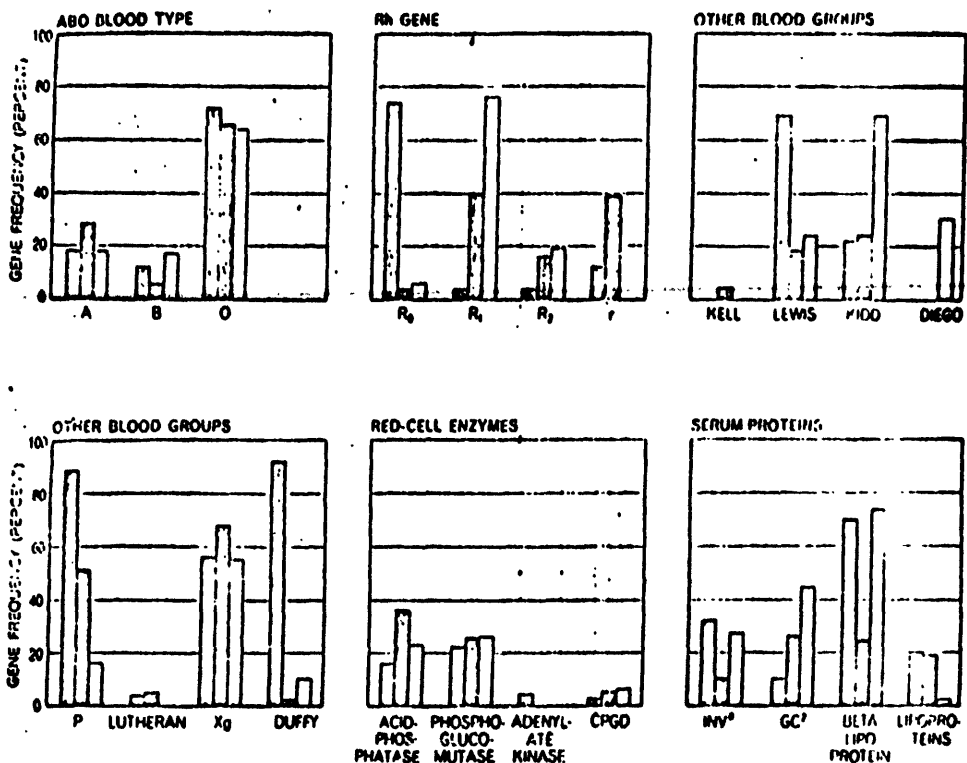 ABO BLOOD TYPE
Rh GENE
OTHER BLOOD GROUPS
GENE FREQUENCY (PERCENT)
100
80
60
40
20
0
A B O
R₀ R₁ R₂ r
KELL LEWIS KIDD DIEGO
OTHER BLOOD GROUPS
RED-CELL ENZYMES
SERUM PROTEINS
GENE FREQUENCY (PERCENT)
100
80
60
40
20
0
P LUTHERAN Xg DUFFY
ACID- PHOSPHO- ADENYL- CPGD
PHOS- GLUCO- ATE
PHATASE MUTASE KINASE
INV GC BETA LIPOPRO-
LIPO TEINS
PROTEIN